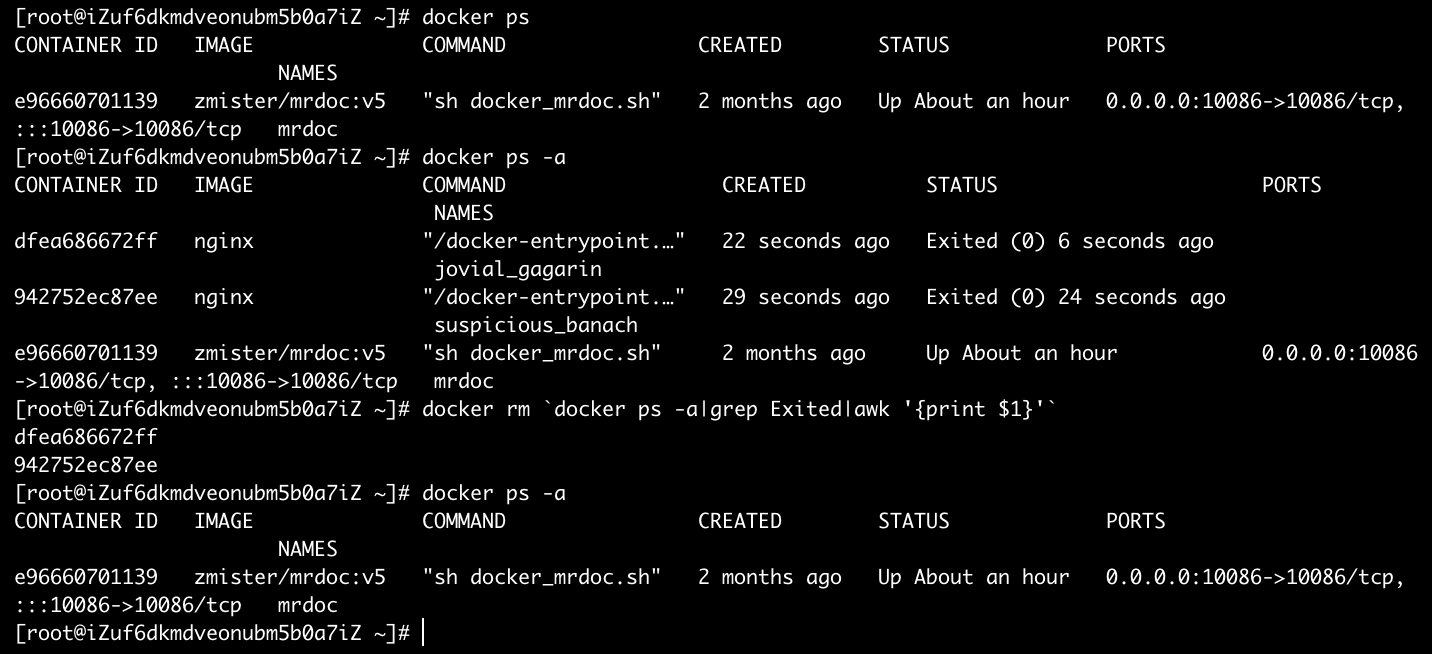 [root@iZuf6dkmdveonubm5b0a7iZ ~]# docker ps
CONTAINER ID   IMAGE              COMMAND                CREATED        STATUS             PORTS
                      NAMES
e96660701139   zmister/mrdoc:v5   "sh docker_mrdoc.sh"   2 months ago   Up About an hour   0.0.0.0:10086->10086/tcp,
:::10086->10086/tcp   mrdoc
[root@iZuf6dkmdveonubm5b0a7iZ ~]# docker ps -a
CONTAINER ID   IMAGE              COMMAND                  CREATED          STATUS                      PORTS
                                   NAMES
dfea686672ff   nginx              "/docker-entrypoint.…"   22 seconds ago   Exited (0) 6 seconds ago
                                   jovial_gagarin
942752ec87ee   nginx              "/docker-entrypoint.…"   29 seconds ago   Exited (0) 24 seconds ago
                                   suspicious_banach
e96660701139   zmister/mrdoc:v5   "sh docker_mrdoc.sh"     2 months ago     Up About an hour            0.0.0.0:10086
->10086/tcp, :::10086->10086/tcp   mrdoc
[root@iZuf6dkmdveonubm5b0a7iZ ~]# docker rm `docker ps -a|grep Exited|awk '{print $1}'`
dfea686672ff
942752ec87ee
[root@iZuf6dkmdveonubm5b0a7iZ ~]# docker ps -a
CONTAINER ID   IMAGE              COMMAND                CREATED        STATUS             PORTS
                      NAMES
e96660701139   zmister/mrdoc:v5   "sh docker_mrdoc.sh"   2 months ago   Up About an hour   0.0.0.0:10086->10086/tcp,
:::10086->10086/tcp   mrdoc
[root@iZuf6dkmdveonubm5b0a7iZ ~]#